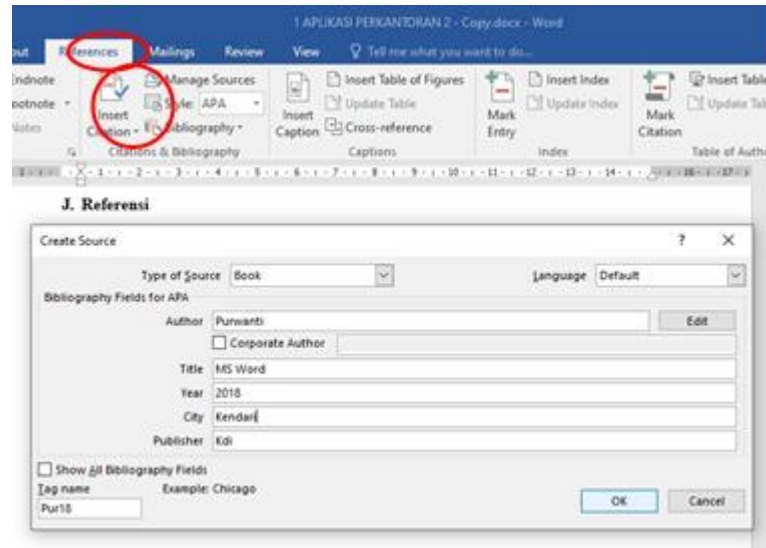 1 APLIKASI PERKANTORAN 2 - Copy.docx - Word
References Mailings Review View Tell me what you want to do...
Manage Sources
Style: APA
Bibliography
Insert Citation
Citations & Bibliography
Insert Caption
Insert Table of Figures
Update Table
Cross-reference
Captions
Mark Entry
Insert Index
Update Index
Index
Mark Citation
Insert Table
Table of Auth
J. Referensi
Create Source ? ×
Type of Source Book Language Default
Bibliography Fields for APA
Author Purwanti Edit
Corporate Author
Title MS Word
Year 2018
City Kendari
Publisher Kdi
Show All Bibliography Fields
Tag name Example: Chicago
Pur18
OK Cancel